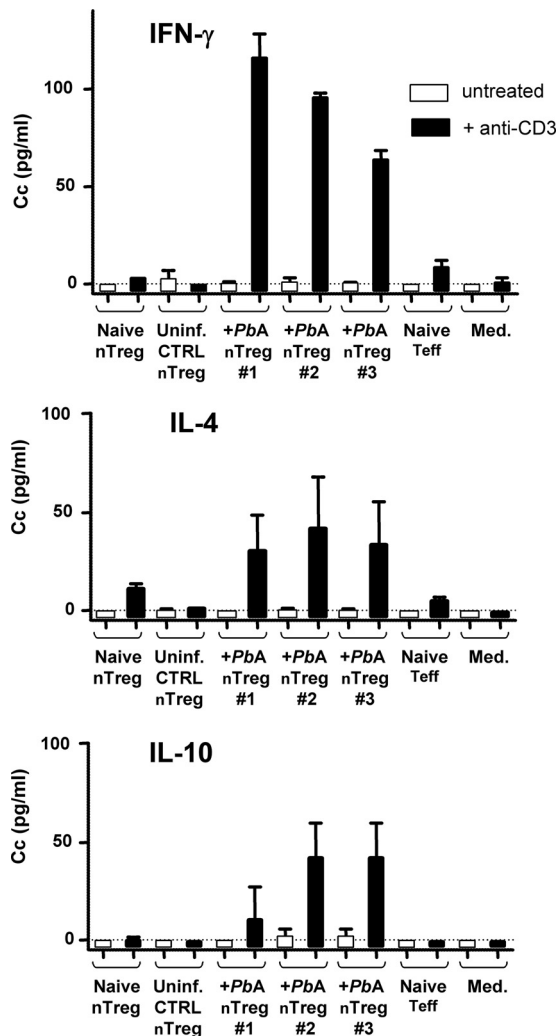 IFN-γ
Cc (pg/ml)
100
50
0
untreated
+ anti-CD3
Naive Uninf. +PbA +PbA +PbA Naive Med.
nTreg CTRL nTreg nTreg nTreg Teff
nTreg #1 #2 #3
IL-4
Cc (pg/ml)
100
50
0
Naive Uninf. +PbA +PbA +PbA Naive Med.
nTreg CTRL nTreg nTreg nTreg Teff
nTreg #1 #2 #3
IL-10
Cc (pg/ml)
100
50
0
Naive Uninf. +PbA +PbA +PbA Naive Med.
nTreg CTRL nTreg nTreg nTreg Teff
nTreg #1 #2 #3